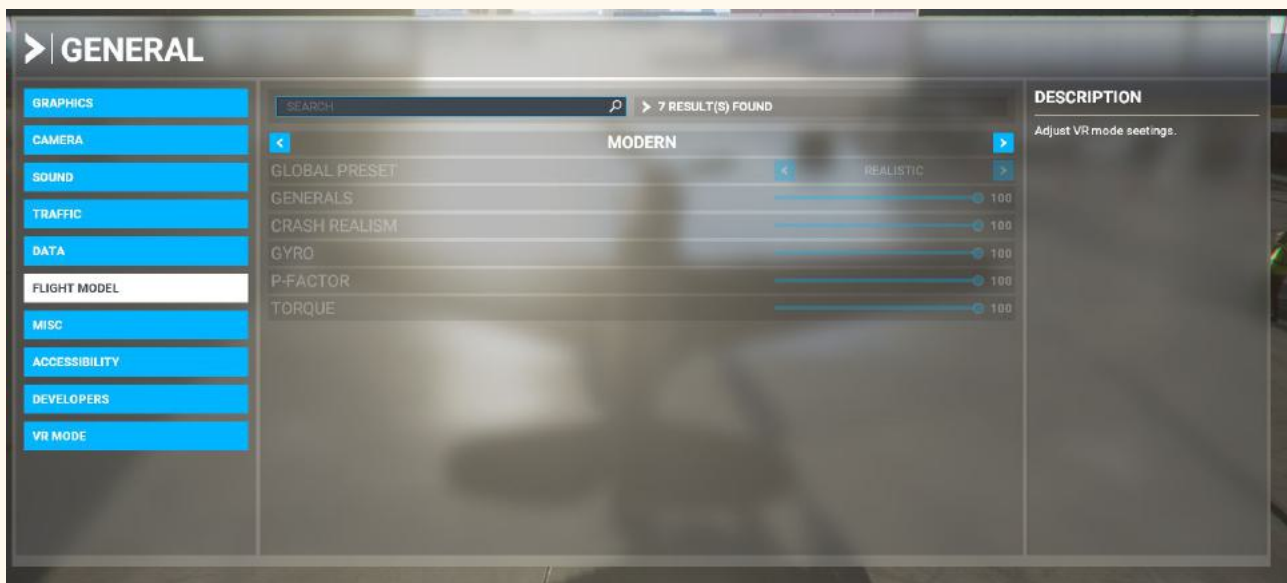 GENERAL
GRAPHICS
CAMERA
SOUND
TRAFFIC
DATA
FLIGHT MODEL
MISC
ACCESSIBILITY
DEVELOPERS
VR MODE
SEARCH
7 RESULT(S) FOUND
MODERN
GLOBAL PRESET REALISTIC
GENERALS 100
CRASH REALISM 100
GYRO 100
P-FACTOR 100
TORQUE 100
DESCRIPTION
Adjust VR mode seetings.